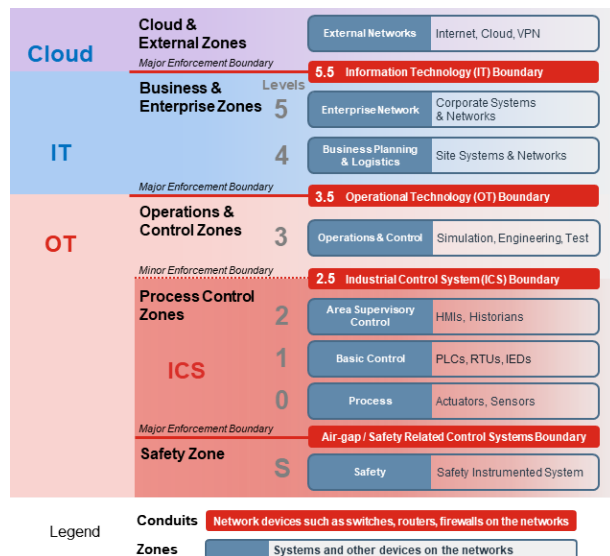 Cloud
Cloud &
External Zones
External Networks
Internet, Cloud, VPN
Major Enforcement Boundary
5.5 Information Technology (IT) Boundary
IT
Business &
Enterprise Zones
Levels
5
Enterprise Network
Corporate Systems
& Networks
4
Business Planning
& Logistics
Site Systems & Networks
Major Enforcement Boundary
3.5 Operational Technology (OT) Boundary
OT
Operations &
Control Zones
3
Operations & Control
Simulation, Engineering, Test
Minor Enforcement Boundary
2.5 Industrial Control System (ICS) Boundary
Process Control
Zones
2
Area Supervisory
Control
HMIs, Historians
ICS
1
Basic Control
PLCs, RTUs, IEDs
0
Process
Actuators, Sensors
Major Enforcement Boundary
Air-gap / Safety Related Control Systems Boundary
Safety Zone
S
Safety
Safety Instrumented System
Legend
Conduits
Network devices such as switches, routers, firewalls on the networks
Zones
Systems and other devices on the networks